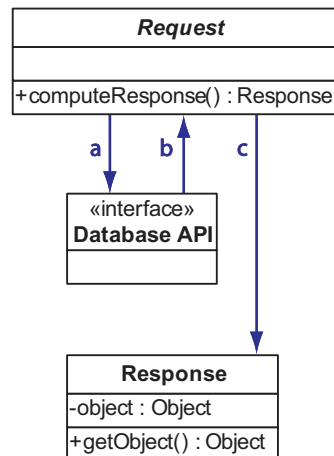 Request
+computeResponse() : Response
a b c
«interface»
Database API
Response
-object : Object
+getObject() : Object